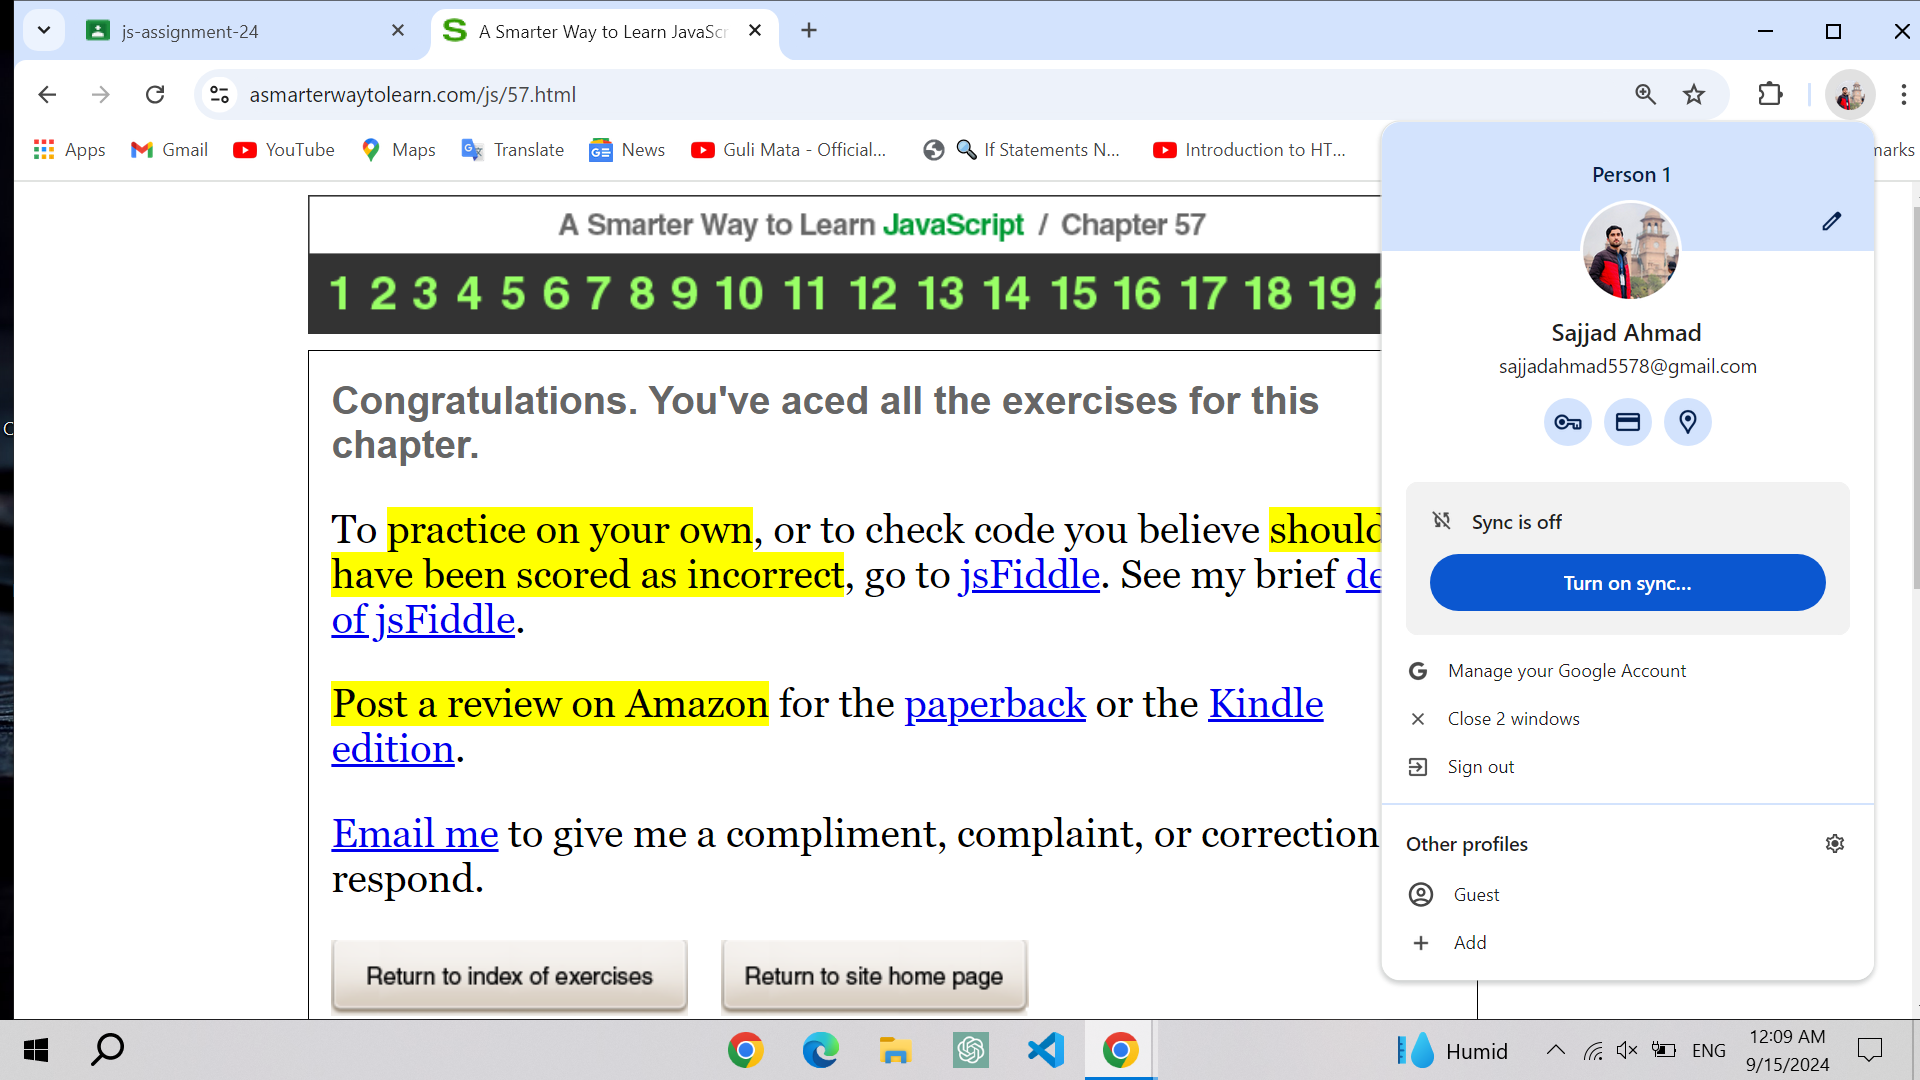 js-assignment-24
A Smarter Way to Learn JavaScr
asmarterwaytolearn.com/js/57.html
Apps
Gmail
YouTube
Maps
Translate
News
Guli Mata - Official...
If Statements N...
Introduction to HT...
marks
A Smarter Way to Learn JavaScript / Chapter 57
1 2 3 4 5 6 7 8 9 10 11 12 13 14 15 16 17 18 19
Congratulations. You've aced all the exercises for this
chapter.
To practice on your own, or to check code you believe should
have been scored as incorrect, go to jsFiddle. See my brief de
of jsFiddle.
Post a review on Amazon for the paperback or the Kindle
edition.
Email me to give me a compliment, complaint, or correction
respond.
Return to index of exercises
Return to site home page
Person 1
Sajjad Ahmad
sajjadahmad5578@gmail.com
Sync is off
Turn on sync...
Manage your Google Account
Close 2 windows
Sign out
Other profiles
Guest
Add
Humid
ENG
12:09 AM
9/15/2024